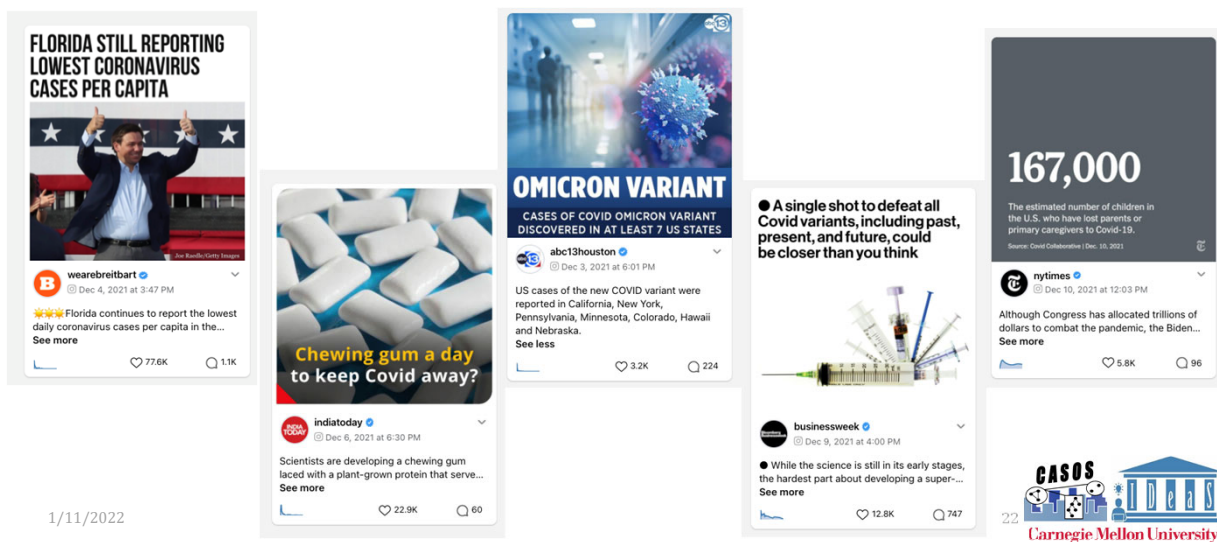 FLORIDA STILL REPORTING
LOWEST CORONAVIRUS
CASES PER CAPITA
Joe Raedle/Getty Images
B
wearebreitbart
Dec 4, 2021 at 3:47 PM
Florida continues to report the lowest
daily coronavirus cases per capita in the...
See more
77.6K
1.1K
Chewing gum a day
to keep Covid away?
INDIA
TODAY
indiatoday
Dec 6, 2021 at 6:30 PM
Scientists are developing a chewing gum
laced with a plant-grown protein that serve...
See more
22.9K
60
abc 13
OMICRON VARIANT
CASES OF COVID OMICRON VARIANT
DISCOVERED IN AT LEAST 7 US STATES
abc 13
abc13houston
Dec 3, 2021 at 6:01 PM
US cases of the new COVID variant were
reported in California, New York,
Pennsylvania, Minnesota, Colorado, Hawaii
and Nebraska.
See less
3.2K
224
● A single shot to defeat all
Covid variants, including past,
present, and future, could
be closer than you think
businessweek
Dec 9, 2021 at 4:00 PM
● While the science is still in its early stages,
the hardest part about developing a super-...
See more
12.8K
747
167,000
The estimated number of children in
the U.S. who have lost parents or
primary caregivers to Covid-19.
Source: Covid Collaborative | Dec. 10, 2021
T
T
nytimes
Dec 10, 2021 at 12:03 PM
Although Congress has allocated trillions of
dollars to combat the pandemic, the Biden...
See more
5.8K
96
1/11/2022
22
CASOS
IDeaS
Carnegie Mellon University